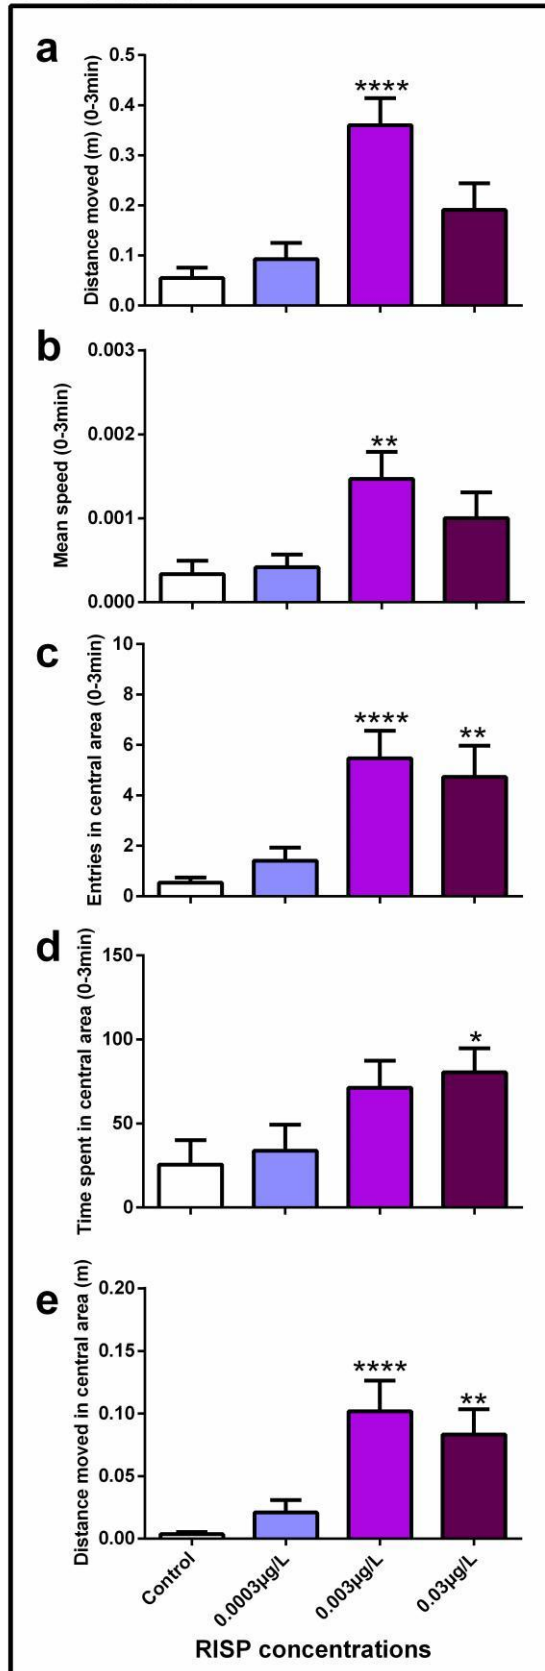 a
Distance moved (m) (0-3min)
0.5
0.4
0.3
0.2
0.1
0.0
****
b
Mean speed (0-3min)
0.003
0.002
0.001
0.000
**
c
Entries in central area (0-3min)
10
8
6
4
2
0
****
**
d
Time spent in central area (0-3min)
150
100
50
0
*
e
Distance moved in central area (m)
0.20
0.15
0.10
0.05
0.00
****
**
Control
0.0003µg/L
0.003µg/L
0.03µg/L
RISP concentrations